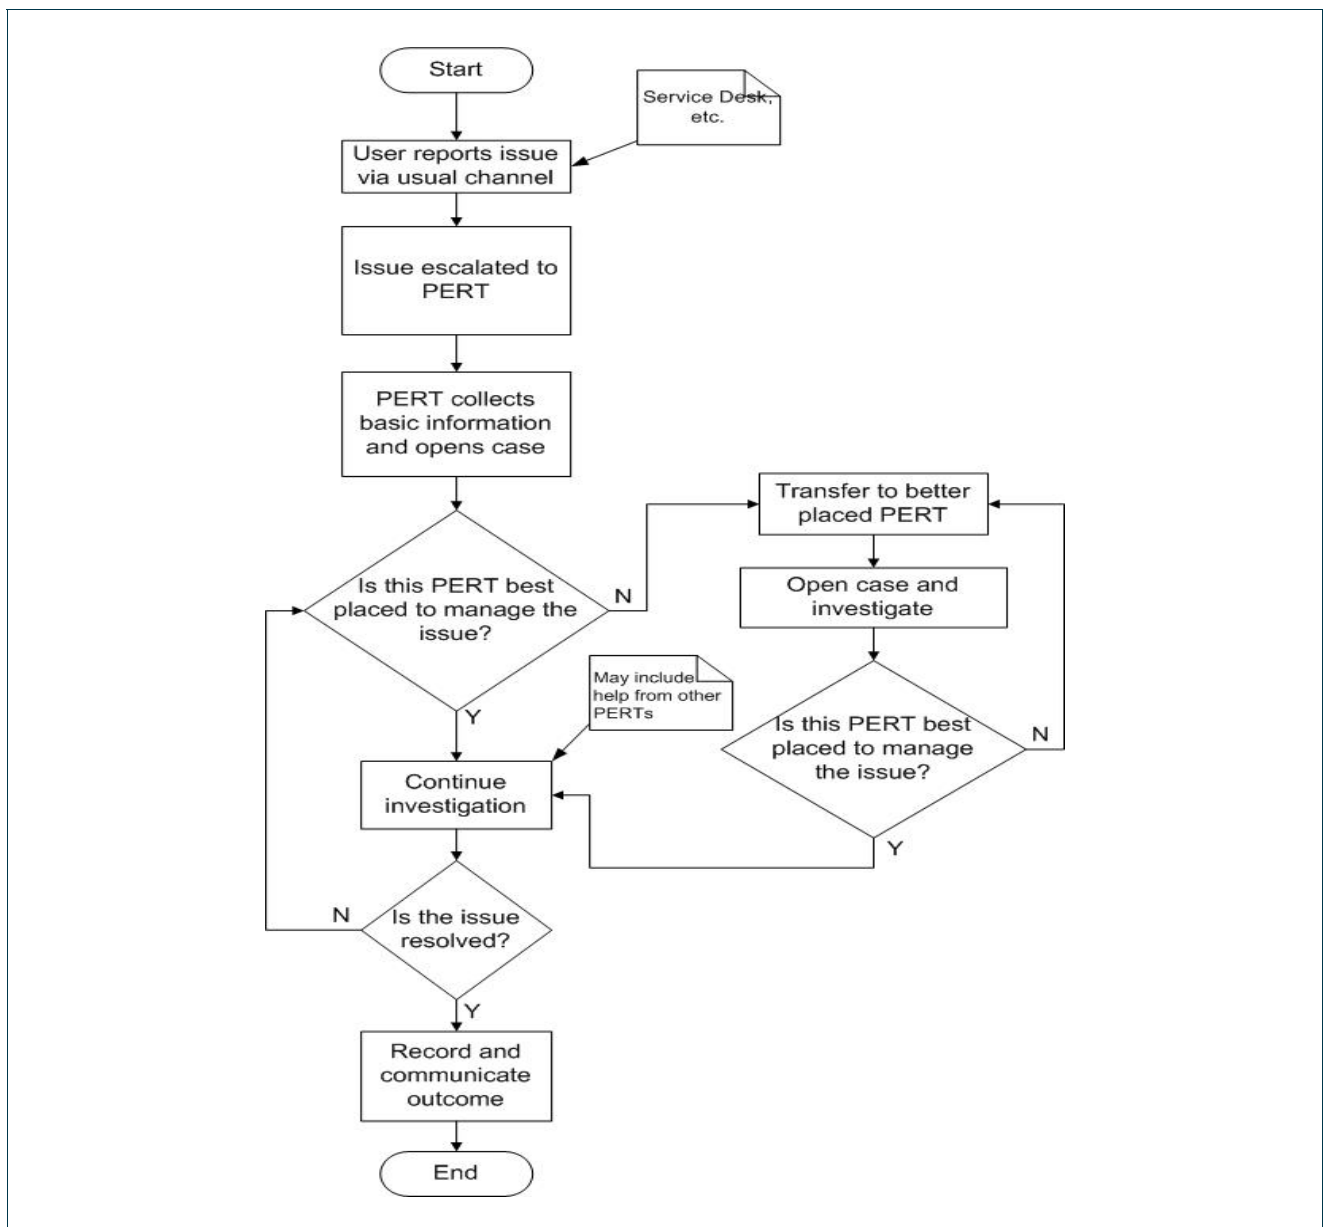 Start
Service Desk,
etc.
User reports issue
via usual channel
Issue escalated to
PERT
PERT collects
basic information
and opens case
Transfer to better
placed PERT
Is this PERT best
placed to manage the
issue?
N
Open case and
investigate
May include
help from other
PERTs
Y
Is this PERT best
placed to manage
the issue?
N
Y
Continue
investigation
Is the issue
resolved?
N
Y
Record and
communicate
outcome
End